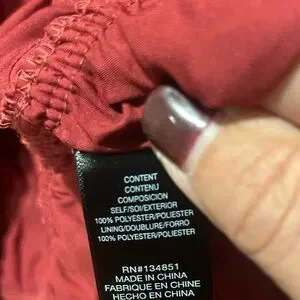 CONTENT
CONTENU
COMPOSICION
SELF/SOI/EXTERIOR
100% POLYESTER/POLIESTER
LINING/DOUBLURE/FORRO
100% POLYESTER/POLIESTER
RN#134851
MADE IN CHINA
FABRIQUE EN CHINE
HECHO EN CHINA